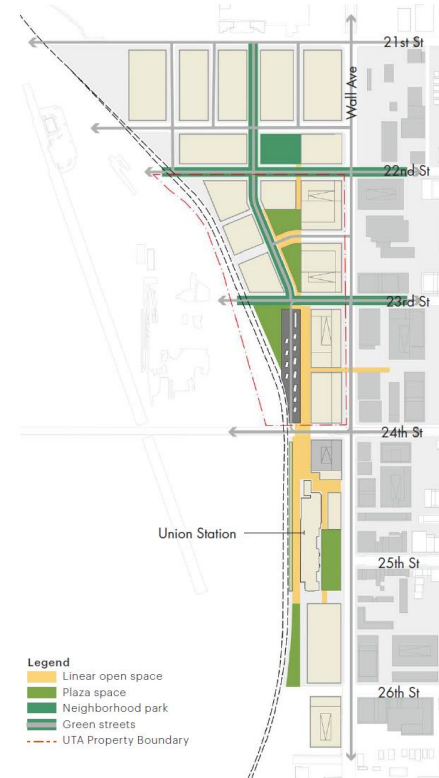 21st St
Wall Ave
22nd St
23rd St
24th St
Union Station
25th St
26th St
Legend
Linear open space
Plaza space
Neighborhood park
Green streets
UTA Property Boundary